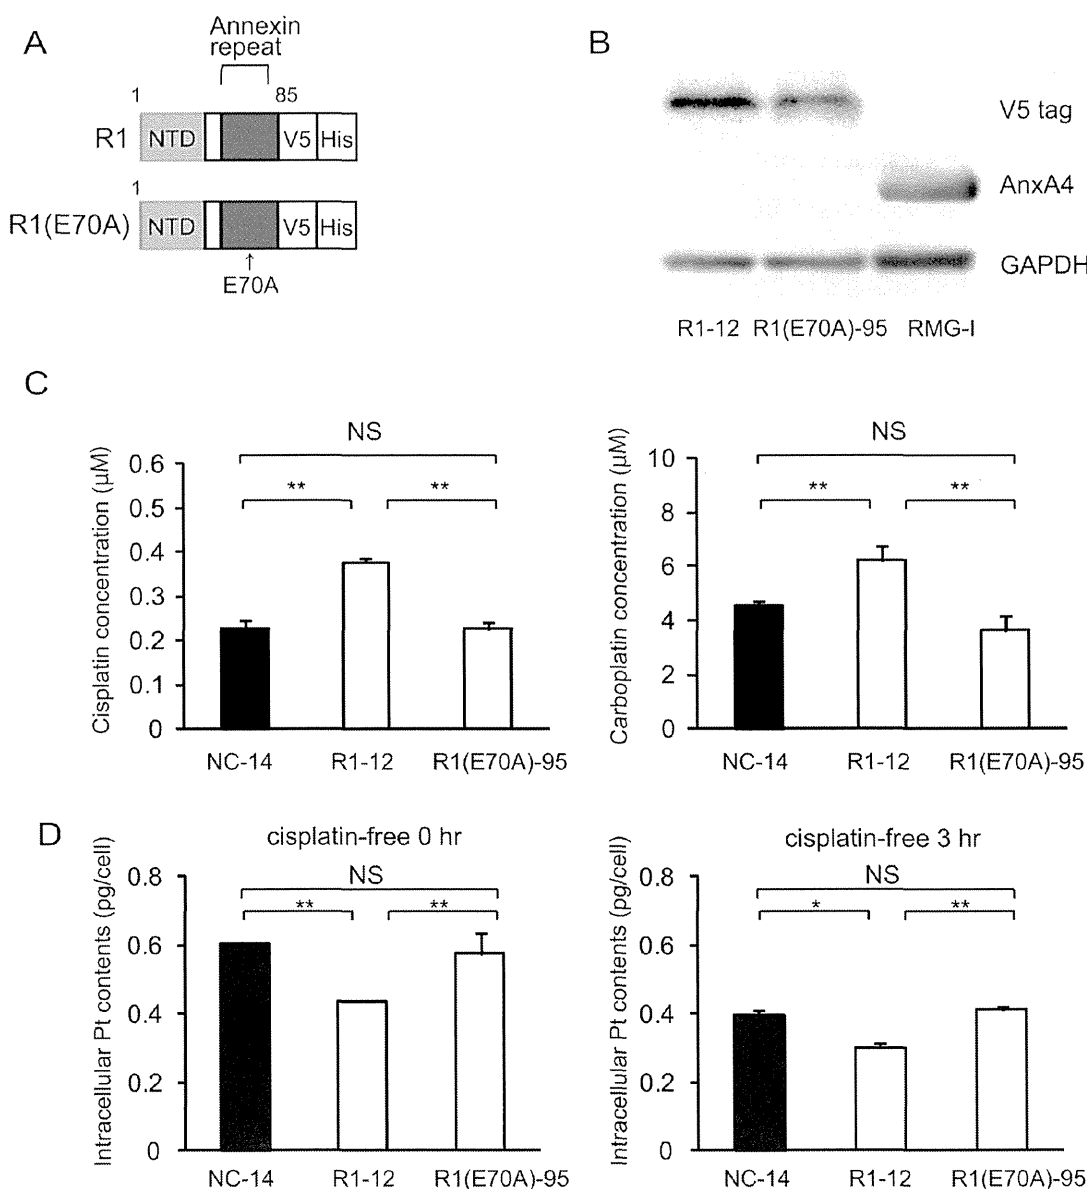 A
Annexin
repeat
1 85
R1 NTD V5 His
1
R1(E70A) NTD V5 His
↑
E70A
B
V5 tag
AnxA4
GAPDH
R1-12 R1(E70A)-95 RMG-I
C
NS
** **
Cisplatin concentration (μM)
0.6
0.5
0.4
0.3
0.2
0.1
0
NC-14 R1-12 R1(E70A)-95
NS
** **
Carboplatin concentration (μM)
10
8
6
4
2
0
NC-14 R1-12 R1(E70A)-95
D
cisplatin-free 0 hr
NS
** **
Intracellular Pt contents (pg/cell)
0.8
0.6
0.4
0.2
0
NC-14 R1-12 R1(E70A)-95
cisplatin-free 3 hr
NS
* **
Intracellular Pt contents (pg/cell)
0.8
0.6
0.4
0.2
0
NC-14 R1-12 R1(E70A)-95